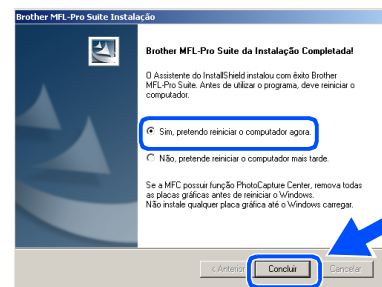 Brother MFL-Pro Suite Instalação
Brother MFL-Pro Suite da Instalação Completada!
O Assistente do InstallShield instalou com êxito Brother
MFL-Pro Suite. Antes de utilizar o programa, deve reiniciar o
computador.
Sim, pretendo reiniciar o computador agora.
Não, pretende reiniciar o computador mais tarde.
Se a MFC possuir função PhotoCapture Center, remova todas
as placas gráficas antes de reiniciar o Windows.
Não instale qualquer placa gráfica até o Windows carregar.
< Anterior
Concluir
Cancelar